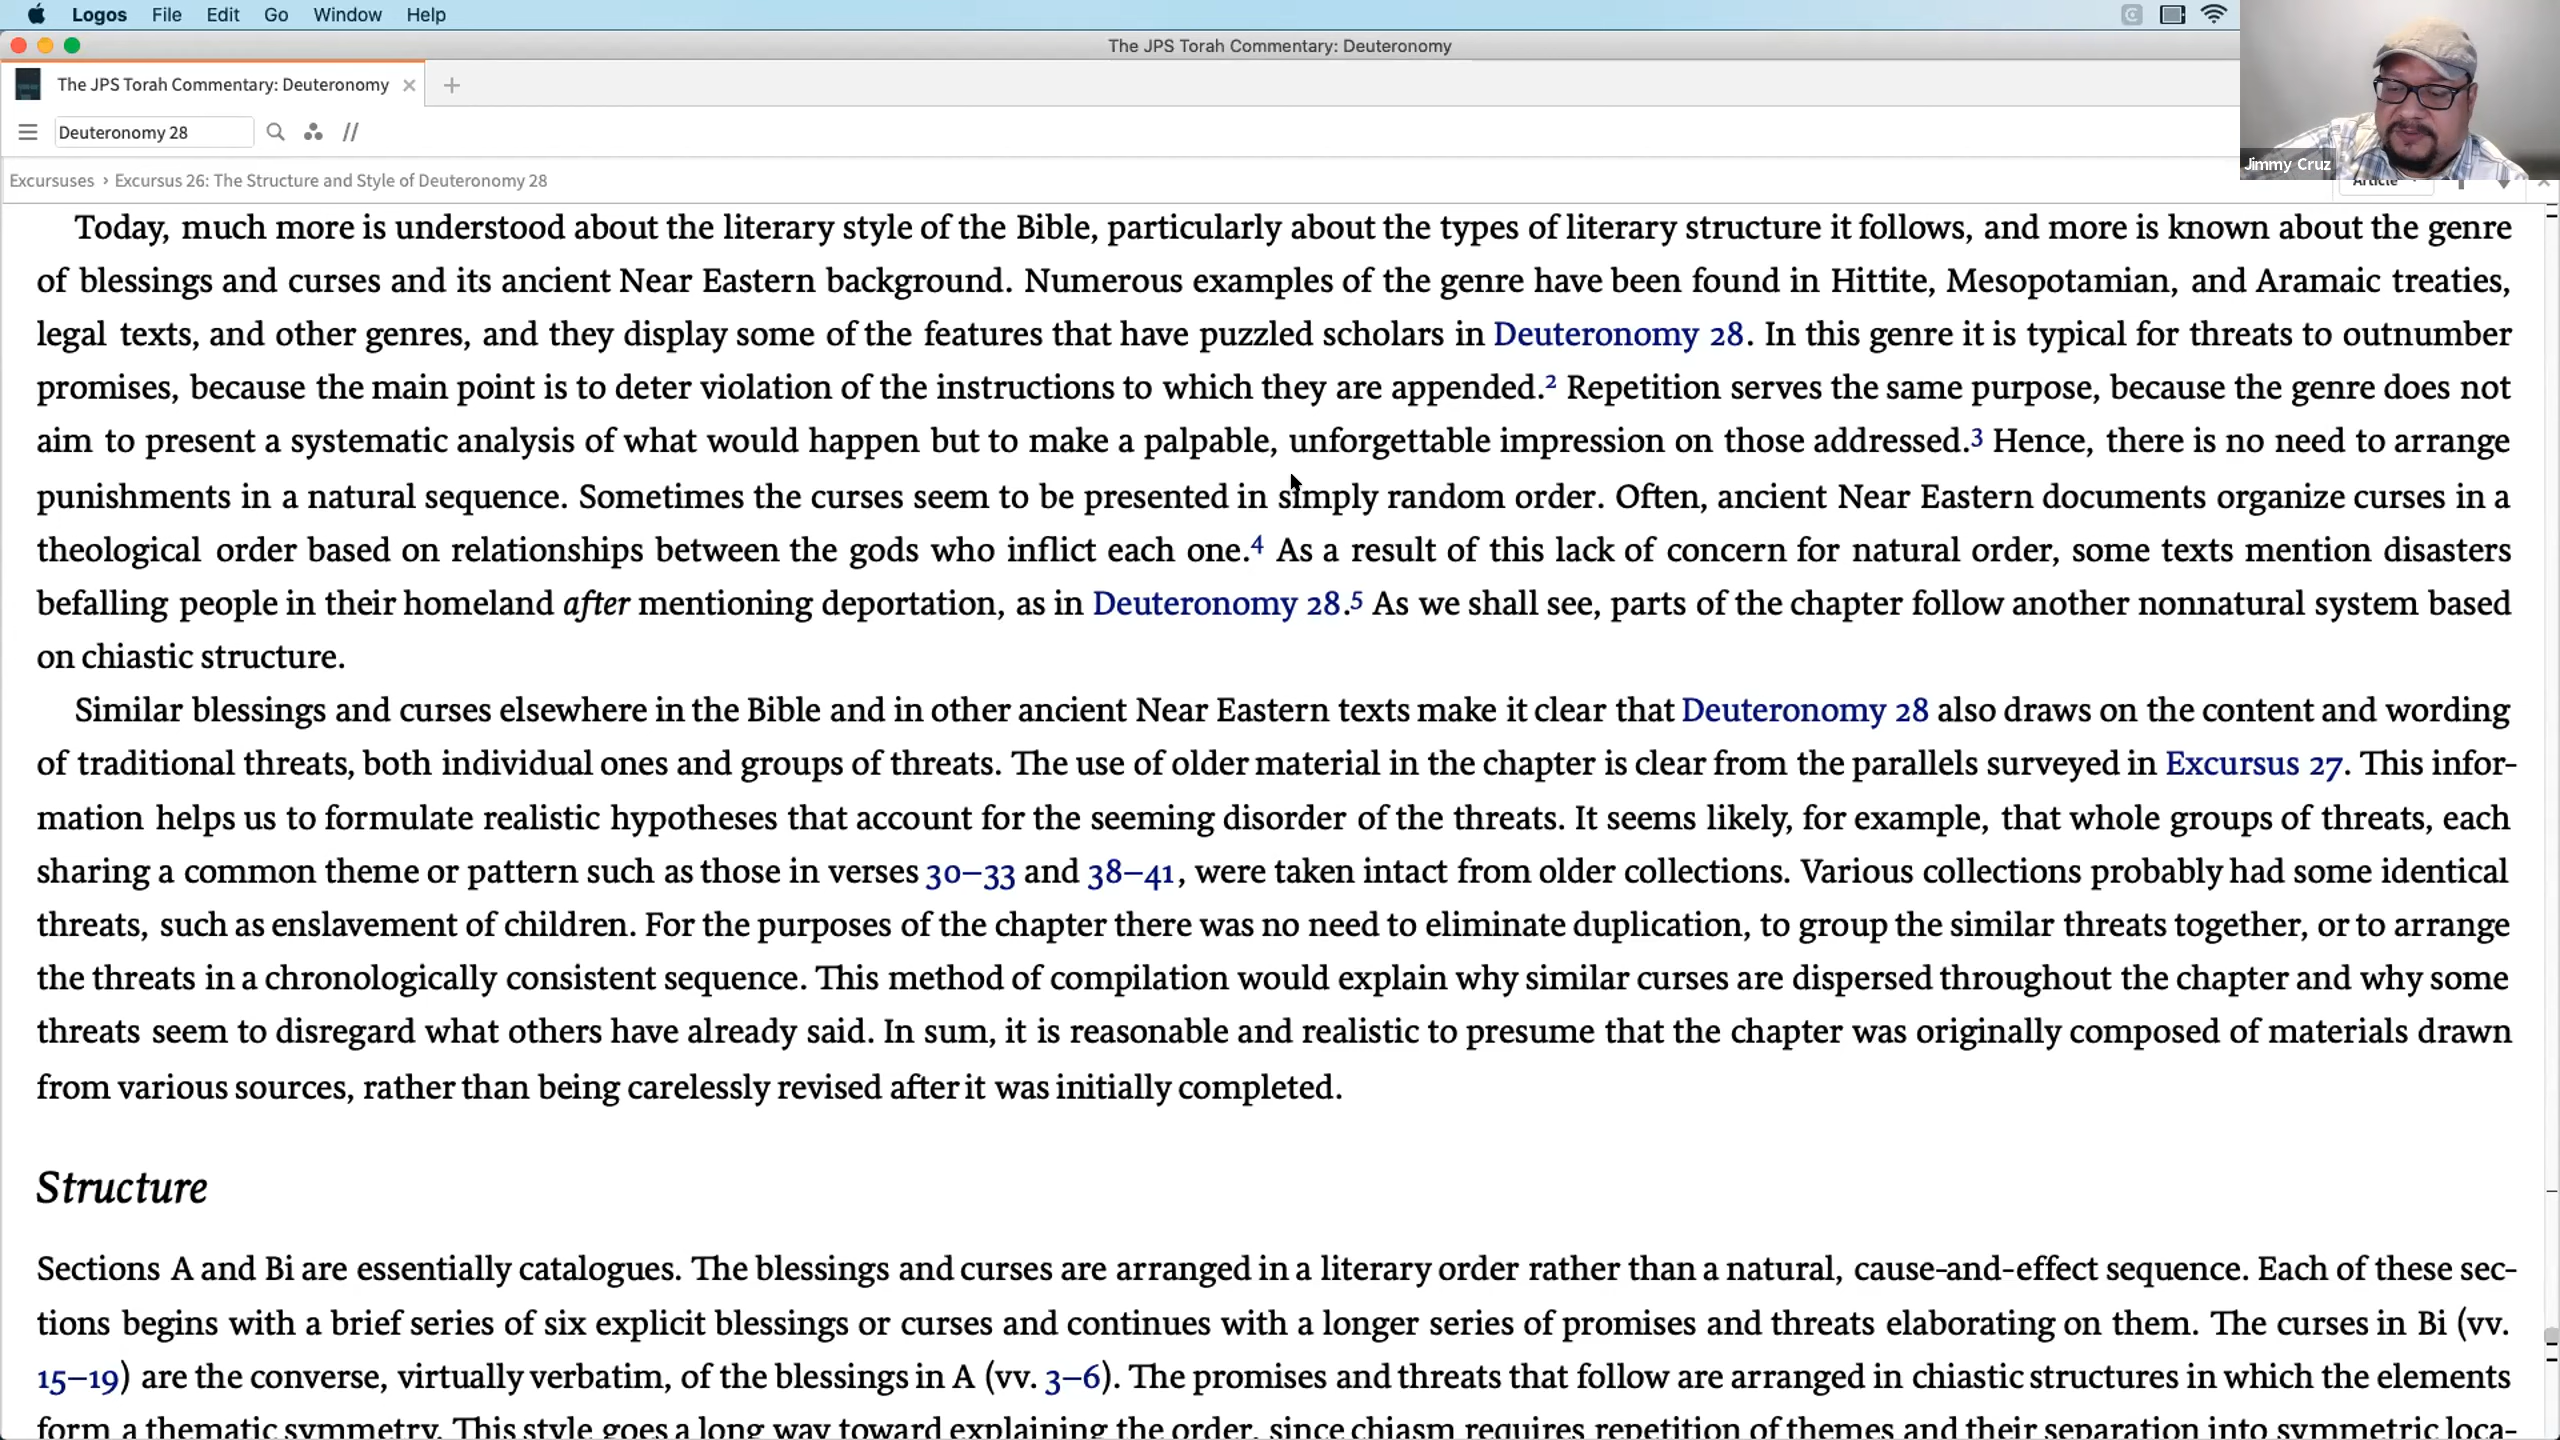 Logos File Edit Go Window Help
The JPS Torah Commentary: Deuteronomy
The JPS Torah Commentary: Deuteronomy
Deuteronomy 28
Jimmy Cruz
Excursuses › Excursus 26: The Structure and Style of Deuteronomy 28
Article
Today, much more is understood about the literary style of the Bible, particularly about the types of literary structure it follows, and more is known about the genre
of blessings and curses and its ancient Near Eastern background. Numerous examples of the genre have been found in Hittite, Mesopotamian, and Aramaic treaties,
legal texts, and other genres, and they display some of the features that have puzzled scholars in Deuteronomy 28. In this genre it is typical for threats to outnumber
promises, because the main point is to deter violation of the instructions to which they are appended.² Repetition serves the same purpose, because the genre does not
aim to present a systematic analysis of what would happen but to make a palpable, unforgettable impression on those addressed.³ Hence, there is no need to arrange
punishments in a natural sequence. Sometimes the curses seem to be presented in simply random order. Often, ancient Near Eastern documents organize curses in a
theological order based on relationships between the gods who inflict each one.⁴ As a result of this lack of concern for natural order, some texts mention disasters
befalling people in their homeland after mentioning deportation, as in Deuteronomy 28.⁵ As we shall see, parts of the chapter follow another nonnatural system based
on chiastic structure.
Similar blessings and curses elsewhere in the Bible and in other ancient Near Eastern texts make it clear that Deuteronomy 28 also draws on the content and wording
of traditional threats, both individual ones and groups of threats. The use of older material in the chapter is clear from the parallels surveyed in Excursus 27. This infor-
mation helps us to formulate realistic hypotheses that account for the seeming disorder of the threats. It seems likely, for example, that whole groups of threats, each
sharing a common theme or pattern such as those in verses 30–33 and 38–41, were taken intact from older collections. Various collections probably had some identical
threats, such as enslavement of children. For the purposes of the chapter there was no need to eliminate duplication, to group the similar threats together, or to arrange
the threats in a chronologically consistent sequence. This method of compilation would explain why similar curses are dispersed throughout the chapter and why some
threats seem to disregard what others have already said. In sum, it is reasonable and realistic to presume that the chapter was originally composed of materials drawn
from various sources, rather than being carelessly revised after it was initially completed.
Structure
Sections A and Bi are essentially catalogues. The blessings and curses are arranged in a literary order rather than a natural, cause-and-effect sequence. Each of these sec-
tions begins with a brief series of six explicit blessings or curses and continues with a longer series of promises and threats elaborating on them. The curses in Bi (vv.
15–19) are the converse, virtually verbatim, of the blessings in A (vv. 3–6). The promises and threats that follow are arranged in chiastic structures in which the elements
form a thematic symmetry. This style goes a long way toward explaining the order, since chiasm requires repetition of themes and their separation into symmetric loca-